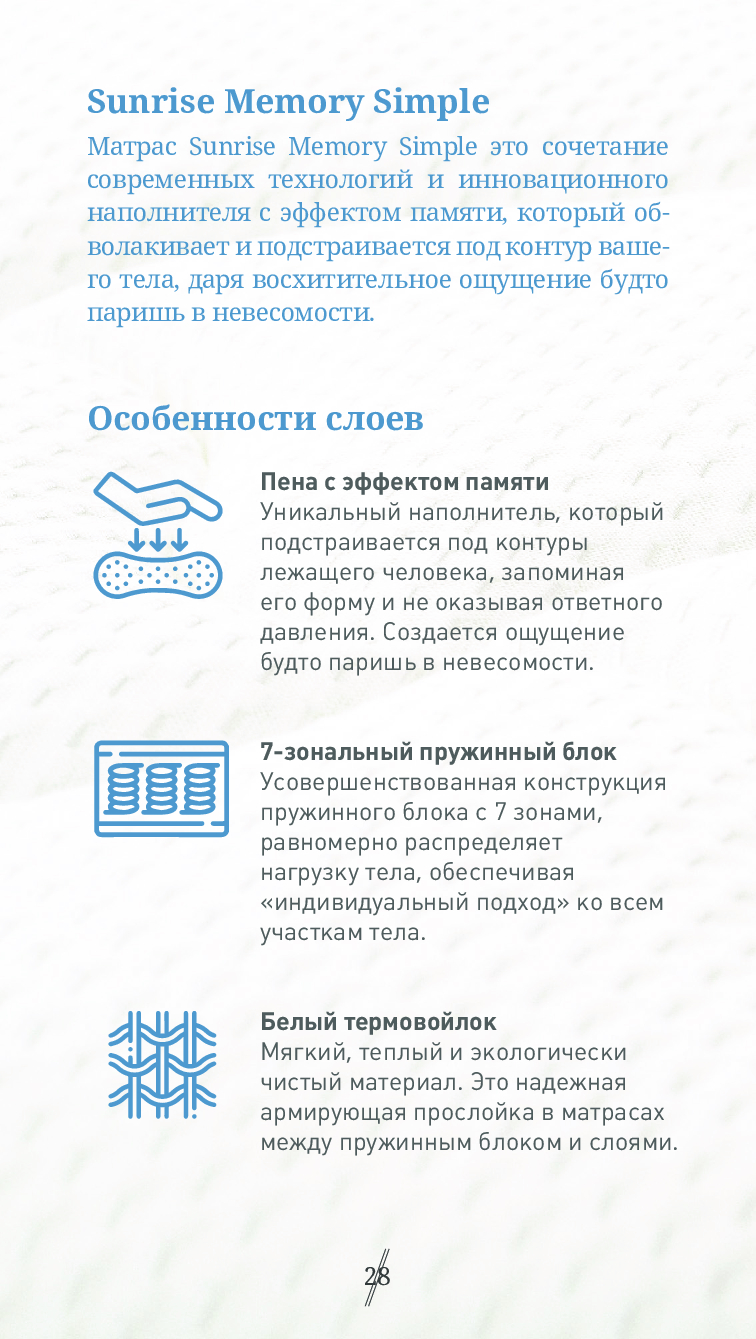 Sunrise Memory Simple
Матрас Sunrise Memory Simple это сочетание
современных технологий и инновационного
наполнителя с эффектом памяти, который об-
волакивает и подстраивается под контур ваше-
го тела, даря восхитительное ощущение будто
паришь в невесомости.
Особенности слоев
Пена с эффектом памяти
Уникальный наполнитель, который
подстраивается под контуры
лежащего человека, запоминая
его форму и не оказывая ответного
давления. Создается ощущение
будто паришь в невесомости.
7-зональный пружинный блок
Усовершенствованная конструкция
пружинного блока с 7 зонами,
равномерно распределяет
нагрузку тела, обеспечивая
«индивидуальный подход» ко всем
участкам тела.
Белый термовойлок
Мягкий, теплый и экологически
чистый материал. Это надежная
армирующая прослойка в матрасах
между пружинным блоком и слоями.
28